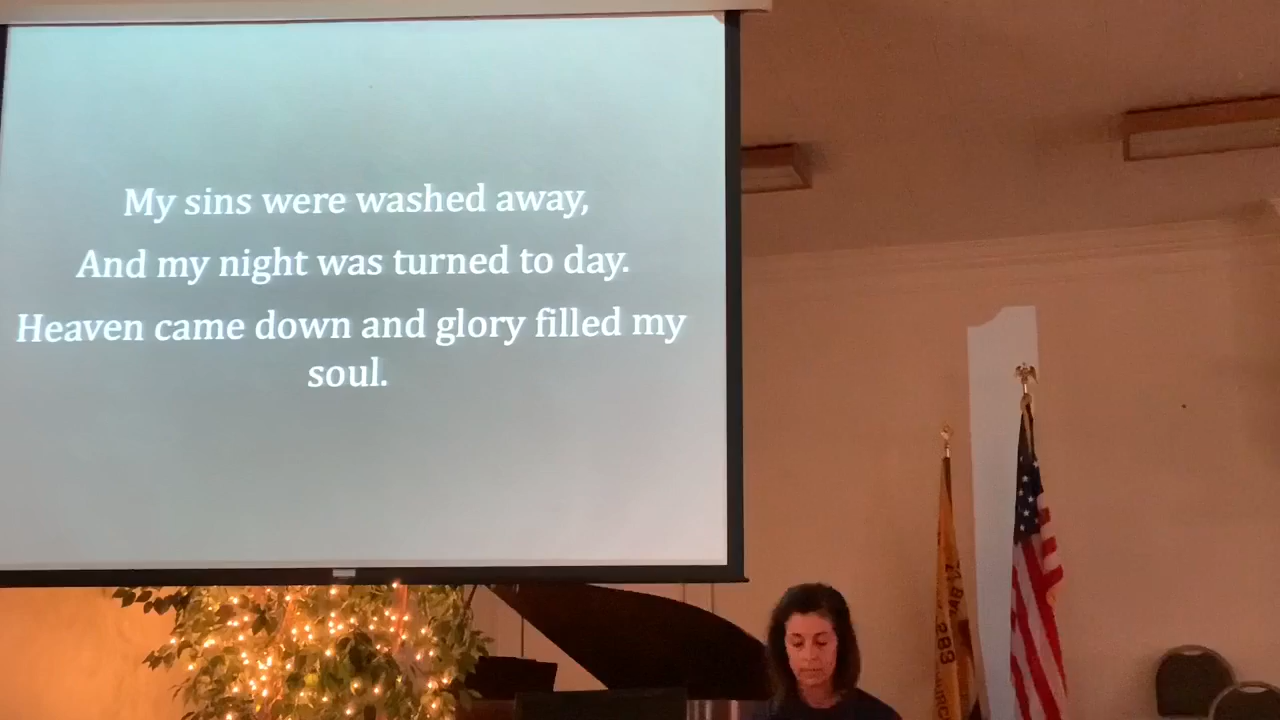 My sins were washed away,
And my night was turned to day.
Heaven came down and glory filled my
soul.